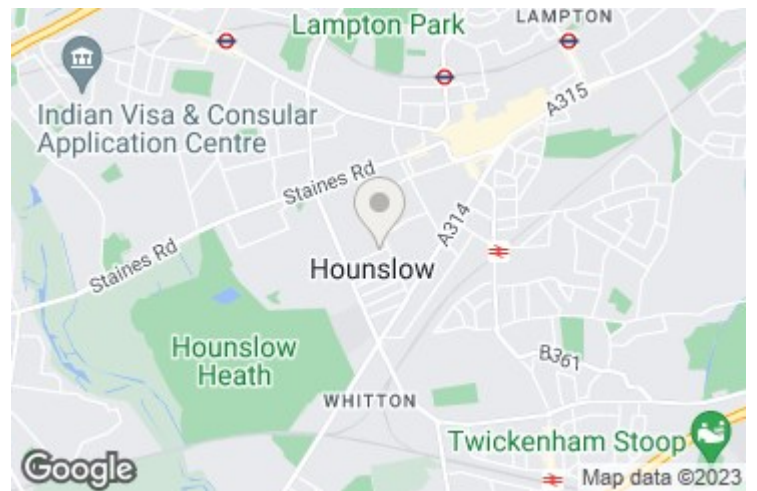 Lampton Park
LAMPTON
Indian Visa & Consular
Application Centre
A315
Staines Rd
A314
Staines Rd
Hounslow
Hounslow
Heath
B361
WHITTON
Twickenham Stoop
Google
Map data ©2023